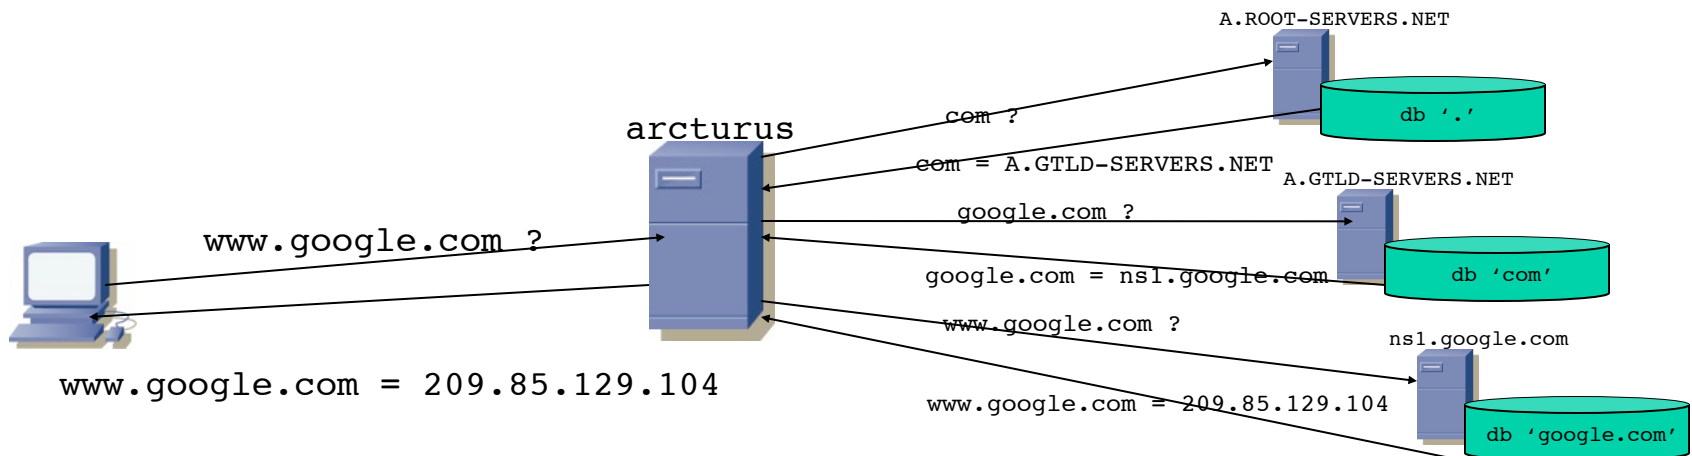 A.ROOT-SERVERS.NET
com ?
db ‘.’
arcturus
com = A.GTLD-SERVERS.NET
A.GTLD-SERVERS.NET
google.com ?
www.google.com ?
google.com = ns1.google.com
db ‘com’
www.google.com ?
ns1.google.com
www.google.com = 209.85.129.104
www.google.com = 209.85.129.104
db ‘google.com’